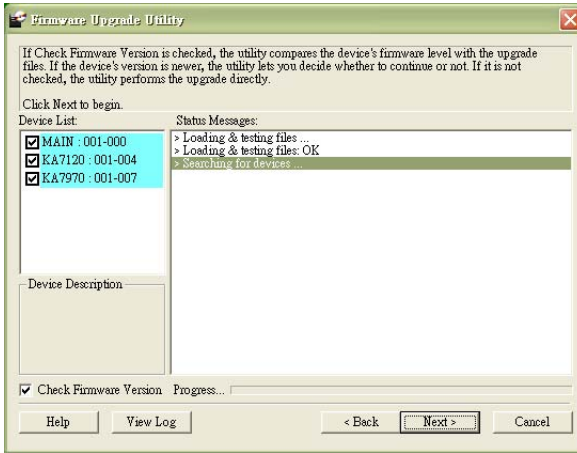 Firmware Upgrade Utility
If Check Firmware Version is checked, the utility compares the device's firmware level with the upgrade
files. If the device's version is newer, the utility lets you decide whether to continue or not. If it is not
checked, the utility performs the upgrade directly.
Click Next to begin.
Device List:
Status Messages:
MAIN : 001-000
KA7120 : 001-004
KA7970 : 001-007
> Loading & testing files ...
> Loading & testing files: OK
> Searching for devices ...
Device Description
Check Firmware Version
Progress...
Help
View Log
< Back
Next >
Cancel